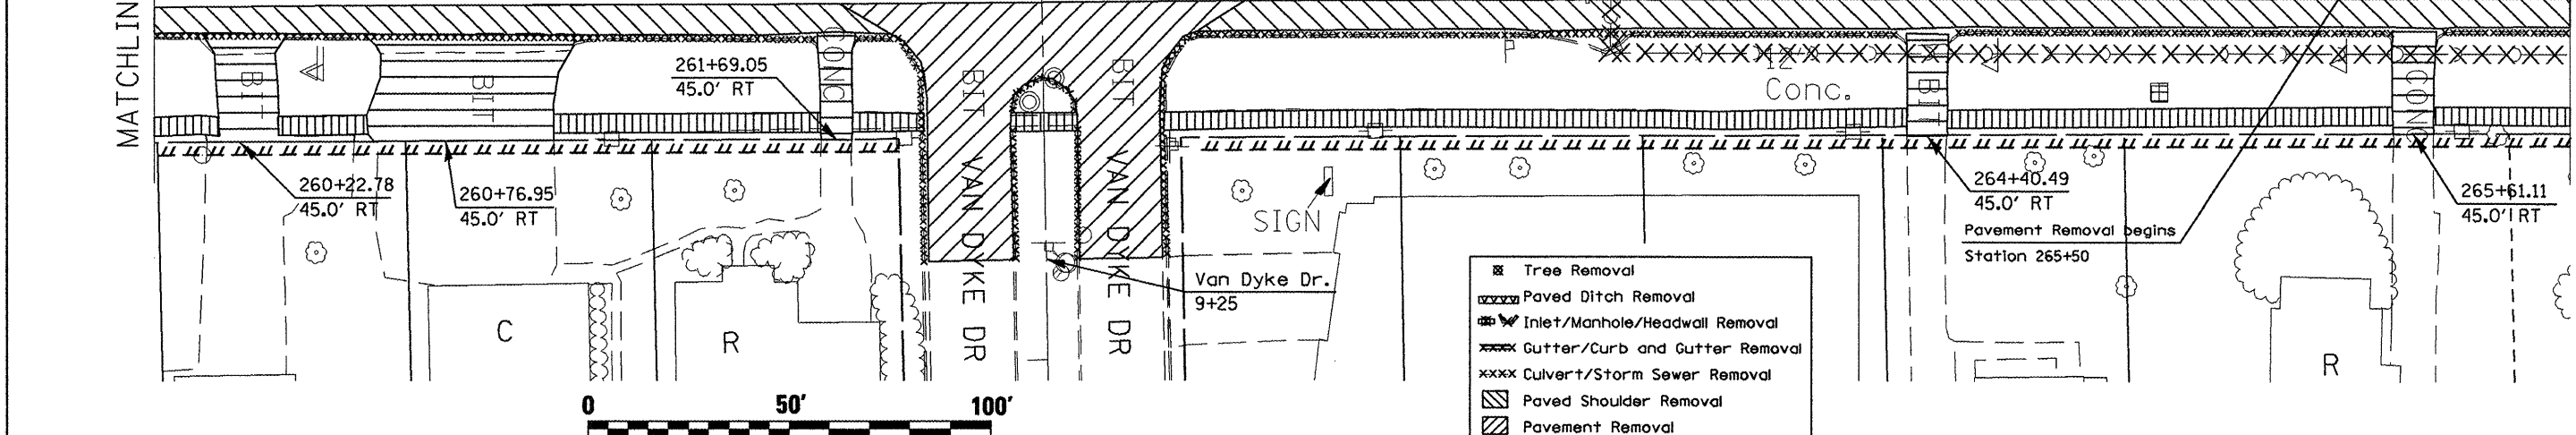 MATCHLIN
BIT
BIT
261+69.05
45.0' RT
CONC
BIT
BIT
12"
Conc.
BIT
CONC
260+22.78
45.0' RT
260+76.95
45.0' RT
VAN DYKE DR
VAN DYKE DR
SIGN
264+40.49
45.0' RT
265+61.11
45.0' RT
Pavement Removal begins
Station 265+50
Van Dyke Dr.
9+25
C
R
R
Tree Removal
Paved Ditch Removal
Inlet/Manhole/Headwall Removal
Gutter/Curb and Gutter Removal
Culvert/Storm Sewer Removal
Paved Shoulder Removal
Pavement Removal
0 50' 100'